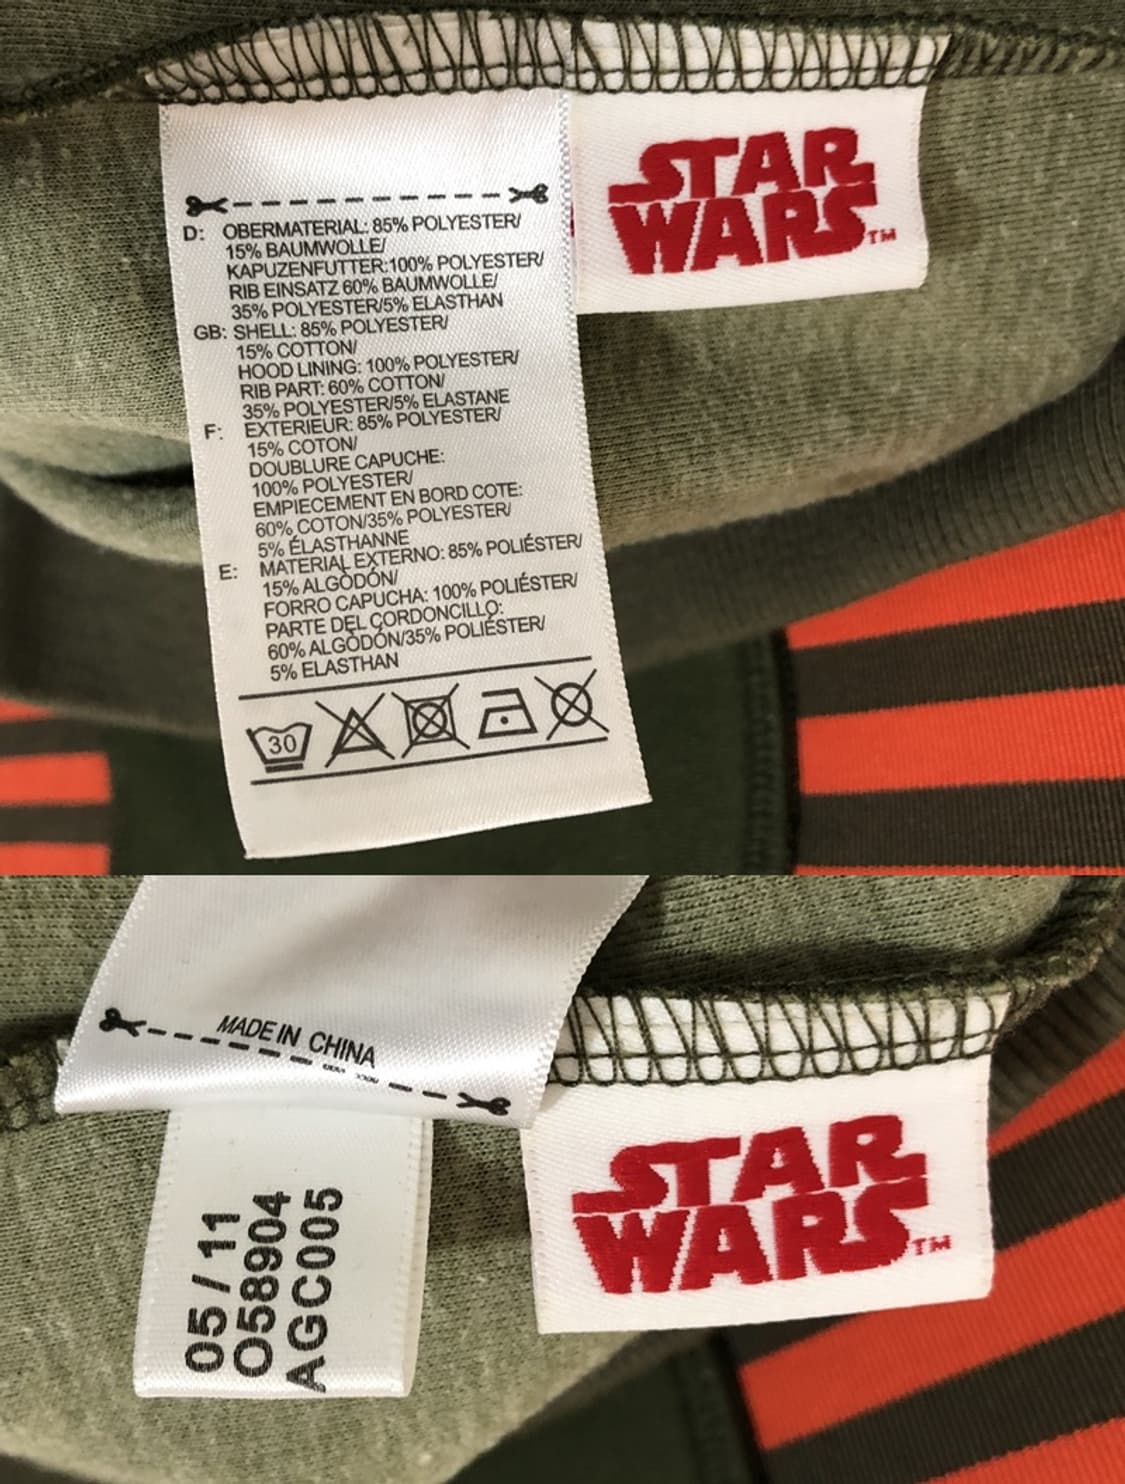 STAR
WARS™
D: OBERMATERIAL: 85% POLYESTER/
15% BAUMWOLLE/
KAPUZENFUTTER:100% POLYESTER/
RIB EINSATZ 60% BAUMWOLLE/
35% POLYESTER/5% ELASTHAN
GB: SHELL: 85% POLYESTER/
15% COTTON/
HOOD LINING: 100% POLYESTER/
RIB PART: 60% COTTON/
35% POLYESTER/5% ELASTANE
F: EXTERIEUR: 85% POLYESTER/
15% COTON/
DOUBLURE CAPUCHE:
100% POLYESTER/
EMPIECEMENT EN BORD COTE:
60% COTON/35% POLYESTER/
5% ÉLASTHANNE
E: MATERIAL EXTERNO: 85% POLIÉSTER/
15% ALGÒDÓN/
FORRO CAPUCHA: 100% POLIÉSTER/
PARTE DEL CORDONCILLO:
60% ALGÒDÓN/35% POLIÉSTER/
5% ELASTHAN
30
MADE IN CHINA
05/11
O58904
AGC005
STAR
WARS™